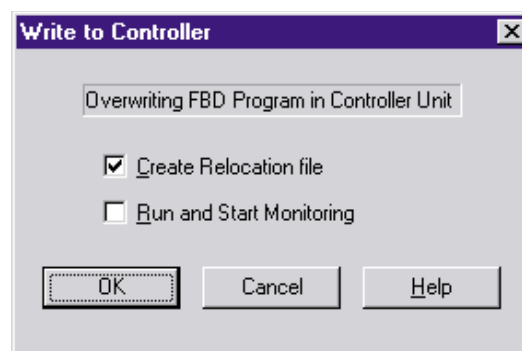 Write to Controller
Overwriting FBD Program in Controller Unit
Create Relocation file
Run and Start Monitoring
OK Cancel Help